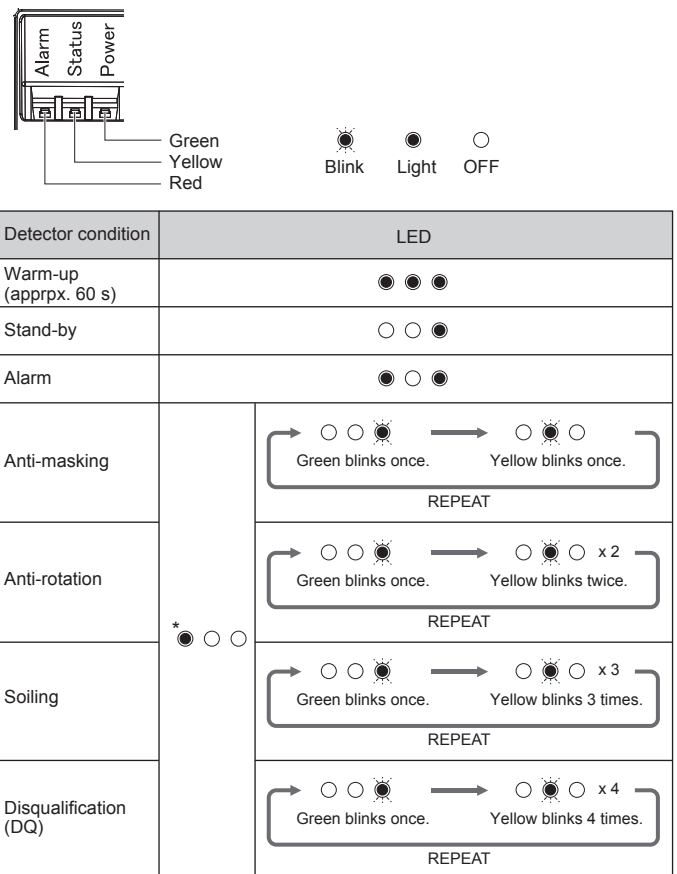 Alarm
Status
Power
Green
Yellow
Red
Blink Light OFF
Detector condition LED
Warm-up
(apprpx. 60 s)
Stand-by
Alarm
Anti-masking
Green blinks once. Yellow blinks once.
REPEAT
Anti-rotation
x 2
Green blinks once. Yellow blinks twice.
REPEAT
*
Soiling
x 3
Green blinks once. Yellow blinks 3 times.
REPEAT
Disqualification
(DQ)
x 4
Green blinks once. Yellow blinks 4 times.
REPEAT